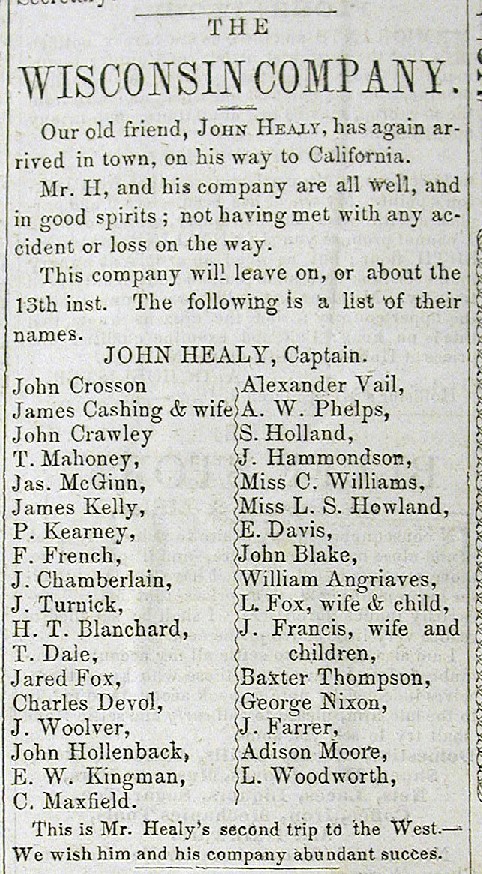 THE
WISCONSIN COMPANY.
Our old friend, JOHN HEALY, has again ar-
rived in town, on his way to California.
Mr. H, and his company are all well, and
in good spirits ; not having met with any ac-
cident or loss on the way.
This company will leave on, or about the
13th inst. The following is a list of their
names.
JOHN HEALY, Captain.
John Crosson
James Cashing & wife
John Crawley
T. Mahoney,
Jas. McGinn,
James Kelly,
P. Kearney,
F. French,
J. Chamberlain,
J. Turnick,
H. T. Blanchard,
T. Dale,
Jared Fox,
Charles Devol,
J. Woolver,
John Hollenback,
E. W. Kingman,
C. Maxfield.
Alexander Vail,
A. W. Phelps,
S. Holland,
J. Hammondson,
Miss C. Williams,
Miss L. S. Howland,
E. Davis,
John Blake,
William Angriaves,
L. Fox, wife & child,
J. Francis, wife and
children,
Baxter Thompson,
George Nixon,
J. Farrer,
Adison Moore,
L. Woodworth,
This is Mr. Healy's second trip to the West.—
We wish him and his company abundant succes.